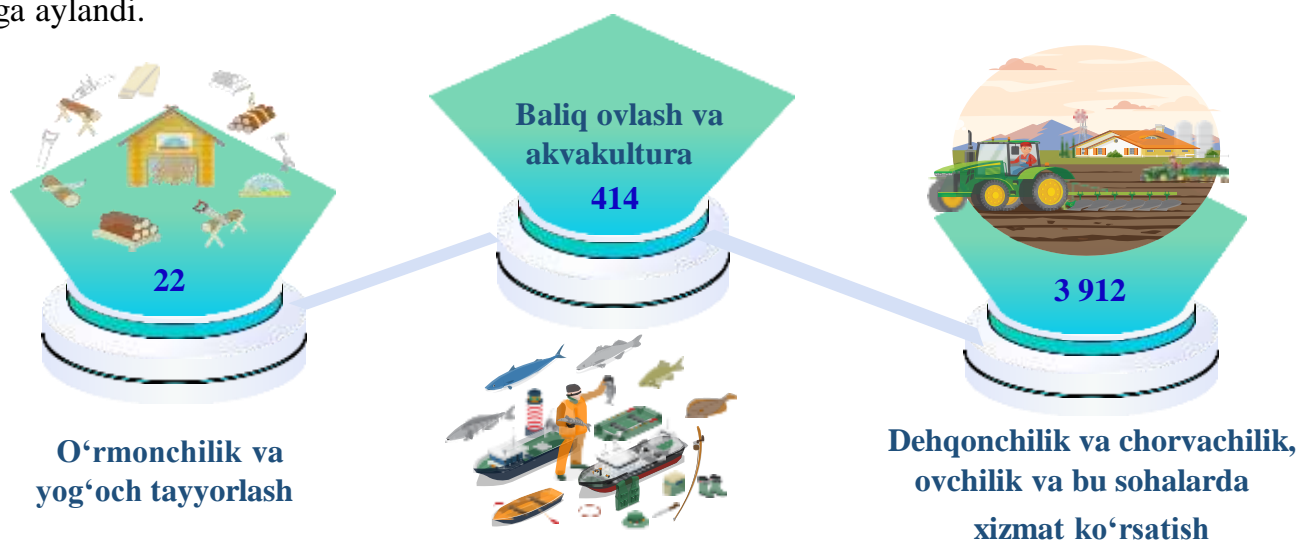 ga aylandi.
Baliq ovlash va
akvakultura
414
22
3 912
O‘rmonchilik va
yog‘och tayyorlash
Dehqonchilik va chorvachilik,
ovchilik va bu sohalarda
xizmat ko‘rsatish